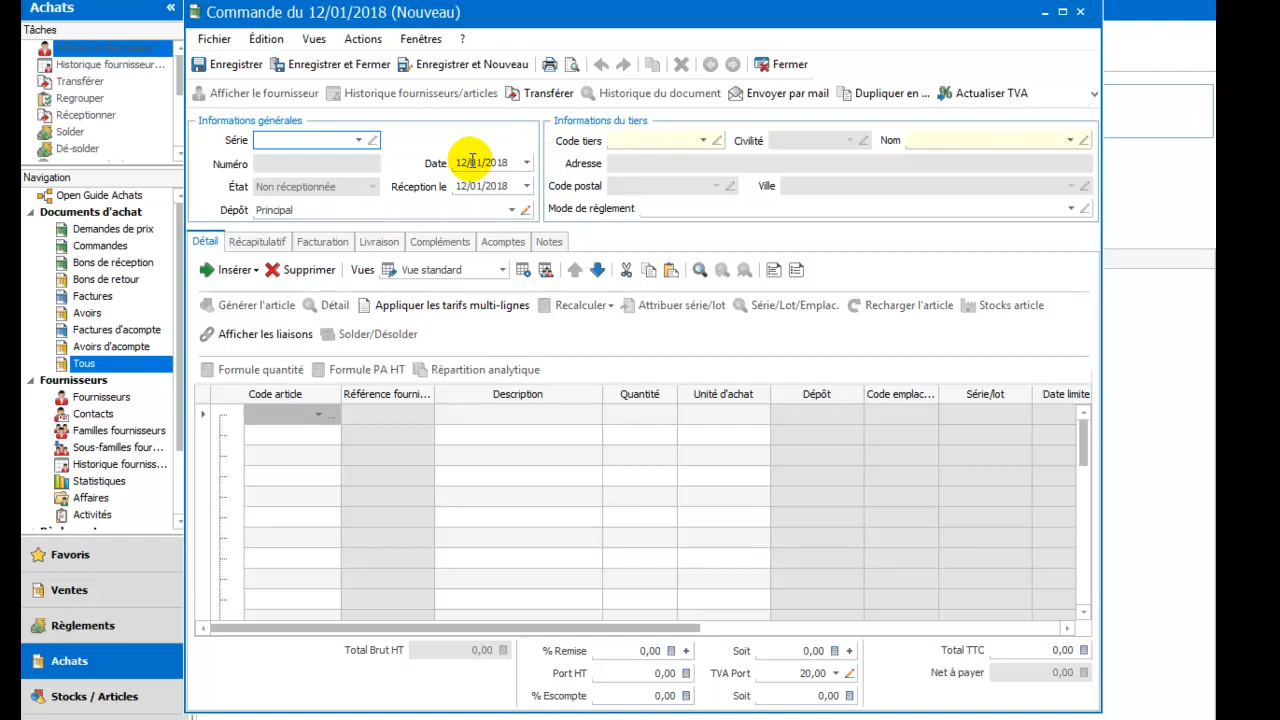 Achats «
Tâches
Historique fournisseur...
Transférer
Regrouper
Réceptionner
Solder
Dé-solder
Navigation
Open Guide Achats
Documents d'achat
Demandes de prix
Commandes
Bons de réception
Bons de retour
Factures
Avoirs
Factures d'acompte
Avoirs d'acompte
Tous
Fournisseurs
Fournisseurs
Contacts
Familles fournisseurs
Sous-familles four...
Historique fourniss...
Statistiques
Affaires
Activités
Favoris
Ventes
Règlements
Achats
Stocks / Articles
Commande du 12/01/2018 (Nouveau)
Fichier Édition Vues Actions Fenêtres ?
Enregistrer Enregistrer et Fermer Enregistrer et Nouveau Fermer
Afficher le fournisseur Historique fournisseurs/articles Transférer Historique du document Envoyer par mail Dupliquer en ... Actualiser TVA
Informations générales Informations du tiers
Série Code tiers Civilité Nom
Numéro Date 12/01/2018 Adresse
État Non réceptionnée Réception le 12/01/2018 Code postal Ville
Dépôt Principal Mode de règlement
Détail Récapitulatif Facturation Livraison Compléments Acomptes Notes
Insérer Supprimer Vues Vue standard
Générer l'article Détail Appliquer les tarifs multi-lignes Recalculer Attribuer série/lot Série/Lot/Emplac. Recharger l'article Stocks article
Afficher les liaisons Solder/Désolder
Formule quantité Formule PA HT Répartition analytique
Code article Référence fourni... Description Quantité Unité d'achat Dépôt Code emplac... Série/lot Date limite
Total Brut HT 0,00 % Remise 0,00 + Soit 0,00 + Total TTC 0,00
Port HT 0,00 TVA Port 20,00 Net à payer 0,00
% Escompte 0,00 Soit 0,00